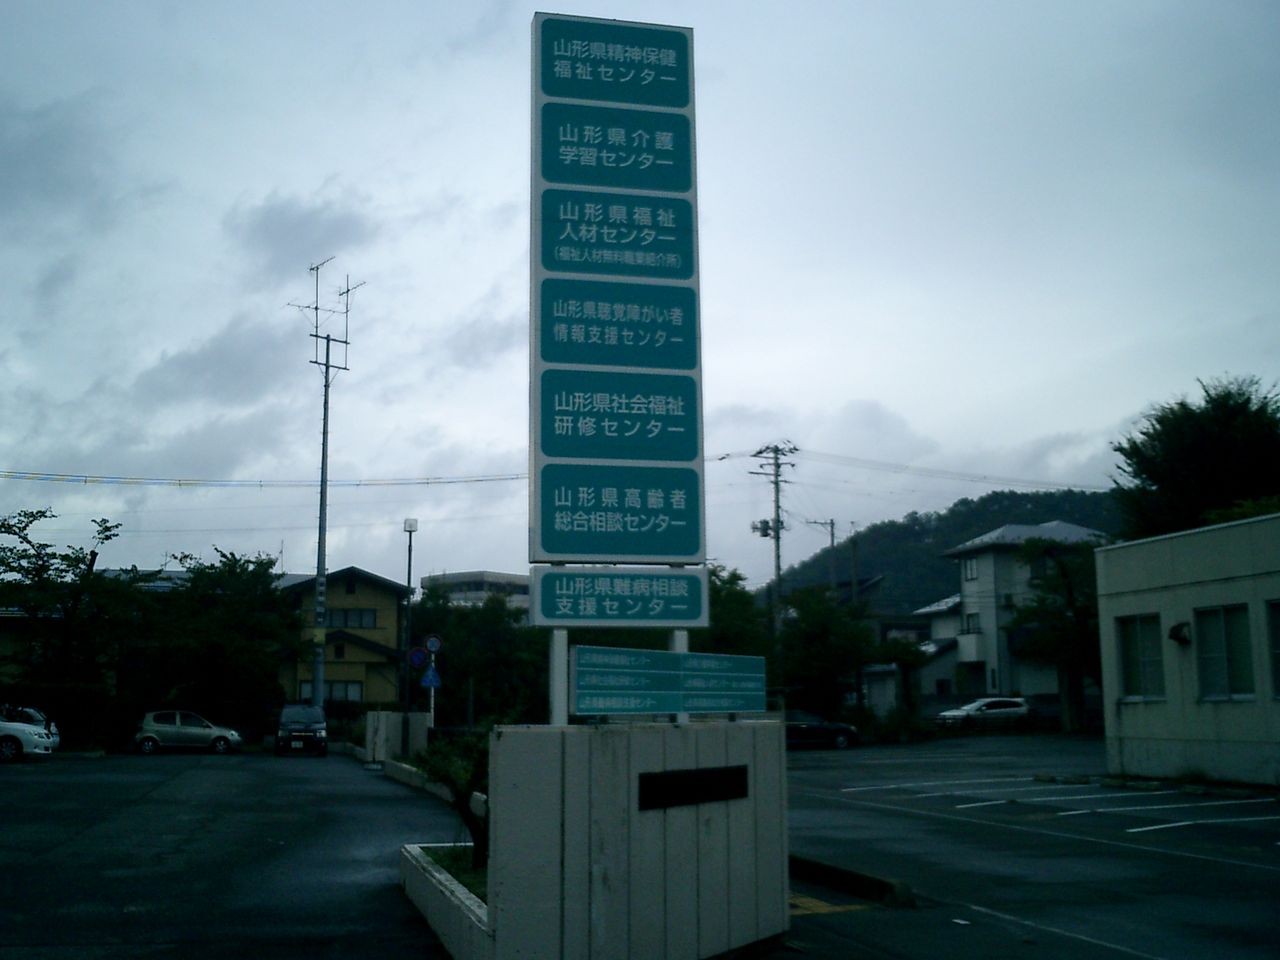 山形県精神保健
福祉センター
山形県介護
学習センター
山形県福祉
人材センター
(福祉人材無料職業紹介所)
山形県聴覚障がい者
情報支援センター
山形県社会福祉
研修センター
山形県高齢者
総合相談センター
山形県難病相談
支援センター